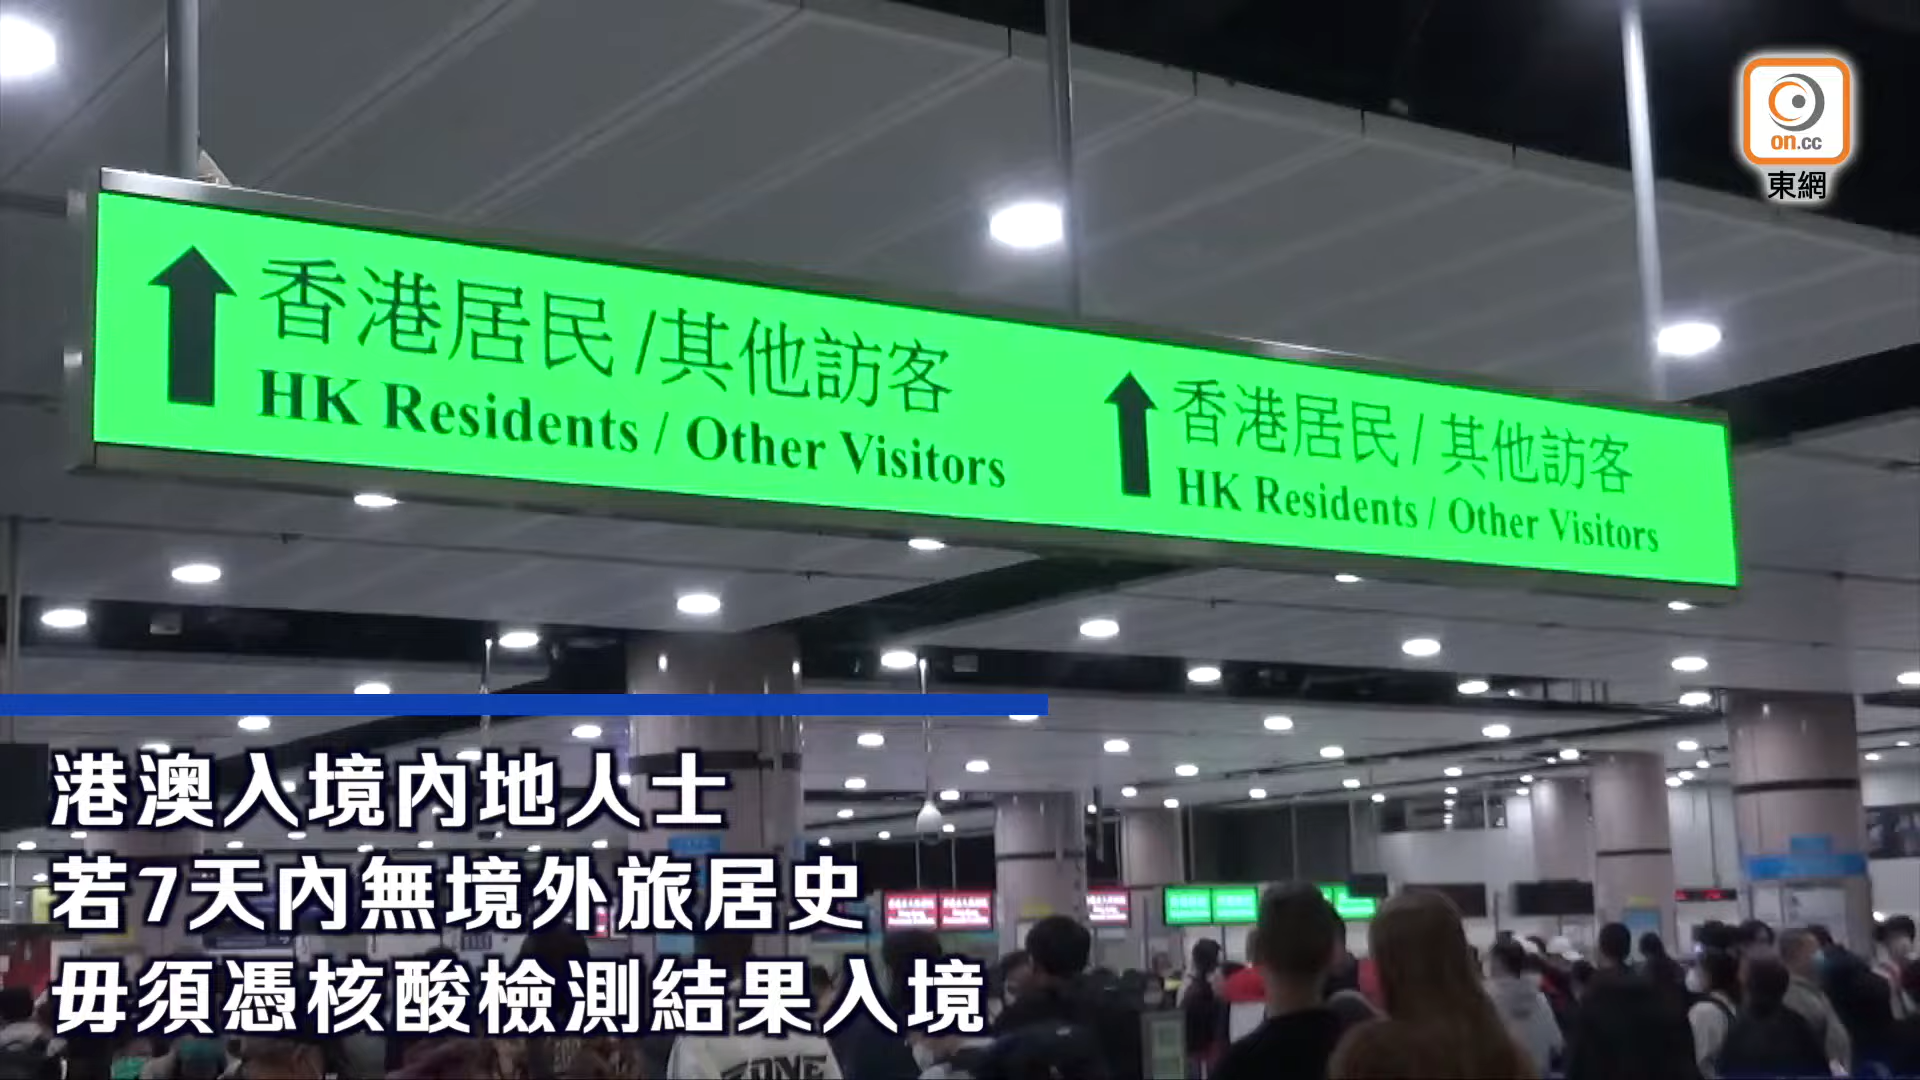 on.cc
東網
香港居民/其他訪客
HK Residents / Other Visitors
香港居民/其他訪客
HK Residents / Other Visitors
港澳入境內地人士
若7天內無境外旅居史
毋須憑核酸檢測結果入境